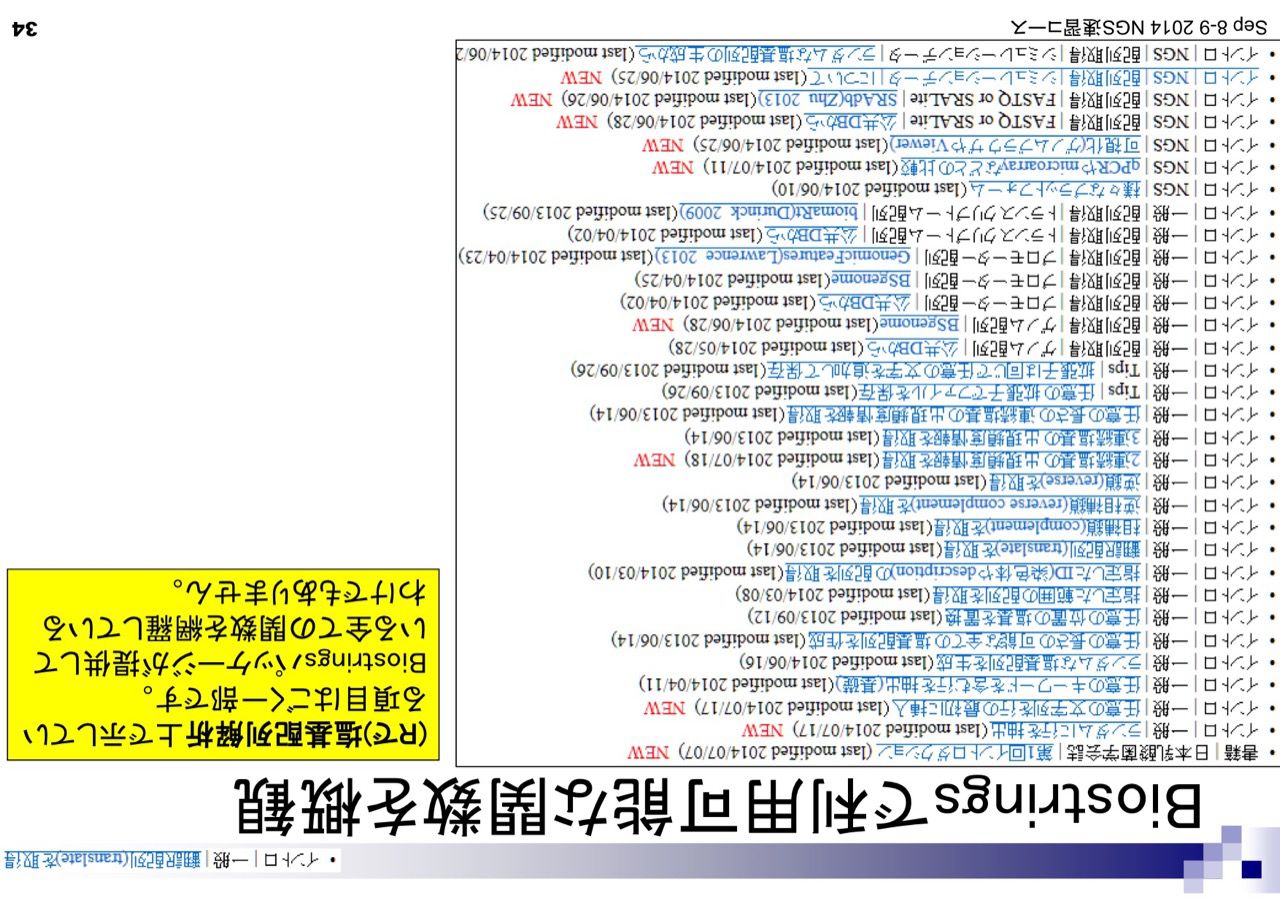 ・イントロ | 一般 | 翻訳配列(translate)を取得
Biostringsで利用可能な関数を概観
・書籍 | 日本乳酸菌学会誌 | 第1回イントロダクション (last modified 2014/07/07) NEW
・イントロ | 一般 | ランダムに行を抽出(last modified 2014/07/17) NEW
・イントロ | 一般 | 任意の文字列を行の最初に挿入(last modified 2014/07/17) NEW
・イントロ | 一般 | 任意のキーワードを含む行を抽出(基礎)(last modified 2014/04/11)
・イントロ | 一般 | ランダムな塩基配列を生成(last modified 2014/06/16)
・イントロ | 一般 | 任意の長さの可能な全ての塩基配列を作成(last modified 2013/06/14)
・イントロ | 一般 | 任意の位置の塩基を置換(last modified 2013/09/12)
・イントロ | 一般 | 指定した範囲の配列を取得(last modified 2014/03/08)
・イントロ | 一般 | 指定したID(染色体やdescription)の配列を取得(last modified 2014/03/10)
・イントロ | 一般 | 翻訳配列(translate)を取得(last modified 2013/06/14)
・イントロ | 一般 | 相補鎖(complement)を取得(last modified 2013/06/14)
・イントロ | 一般 | 逆相補鎖(reverse complement)を取得(last modified 2013/06/14)
・イントロ | 一般 | 逆鎖(reverse)を取得(last modified 2013/06/14)
・イントロ | 一般 | 2連続塩基の出現頻度情報を取得(last modified 2014/07/18) NEW
・イントロ | 一般 | 3連続塩基の出現頻度情報を取得(last modified 2013/06/14)
・イントロ | 一般 | 任意の長さの連続塩基の出現頻度情報を取得(last modified 2013/06/14)
・イントロ | 一般 | Tips | 任意の拡張子でファイルを保存(last modified 2013/09/26)
・イントロ | 一般 | Tips | 拡張子は同じで任意の文字を追加して保存(last modified 2013/09/26)
・イントロ | 一般 | 配列取得 | ゲノム配列 | 公共DBから(last modified 2014/05/28)
・イントロ | 一般 | 配列取得 | ゲノム配列 | BSgenome(last modified 2014/06/28) NEW
・イントロ | 一般 | 配列取得 | プロモーター配列 | 公共DBから(last modified 2014/04/02)
・イントロ | 一般 | 配列取得 | プロモーター配列 | BSgenome(last modified 2014/04/25)
・イントロ | 一般 | 配列取得 | プロモーター配列 | GenomicFeatures(Lawrence_2013)(last modified 2014/04/23)
・イントロ | 一般 | 配列取得 | トランスクリプトーム配列 | 公共DBから(last modified 2014/04/02)
・イントロ | 一般 | 配列取得 | トランスクリプトーム配列 | biomaRt(Durinck_2009)(last modified 2013/09/25)
・イントロ | NGS | 様々なプラットフォーム(last modified 2014/06/10)
・イントロ | NGS | qPCRやmicroarrayなどとの比較(last modified 2014/07/11) NEW
・イントロ | NGS | 可視化(ゲノムブラウザやViewer)(last modified 2014/06/25) NEW
・イントロ | NGS | 配列取得 | FASTQ or SRALite | 公共DBから(last modified 2014/06/28) NEW
・イントロ | NGS | 配列取得 | FASTQ or SRALite | SRAdb(Zhu_2013)(last modified 2014/06/26) NEW
・イントロ | NGS | 配列取得 | シミュレーションデータ | について(last modified 2014/06/25) NEW
・イントロ | NGS | 配列取得 | シミュレーションデータ | ランダムな塩基配列の生成から(last modified 2014/06/2
(Rで)塩基配列解析上で示してい
る項目はごく一部です。
Biostringsパッケージが提供して
いる全ての関数を網羅している
わけでもありません。
Sep 8-9 2014 NGS速習コース
34